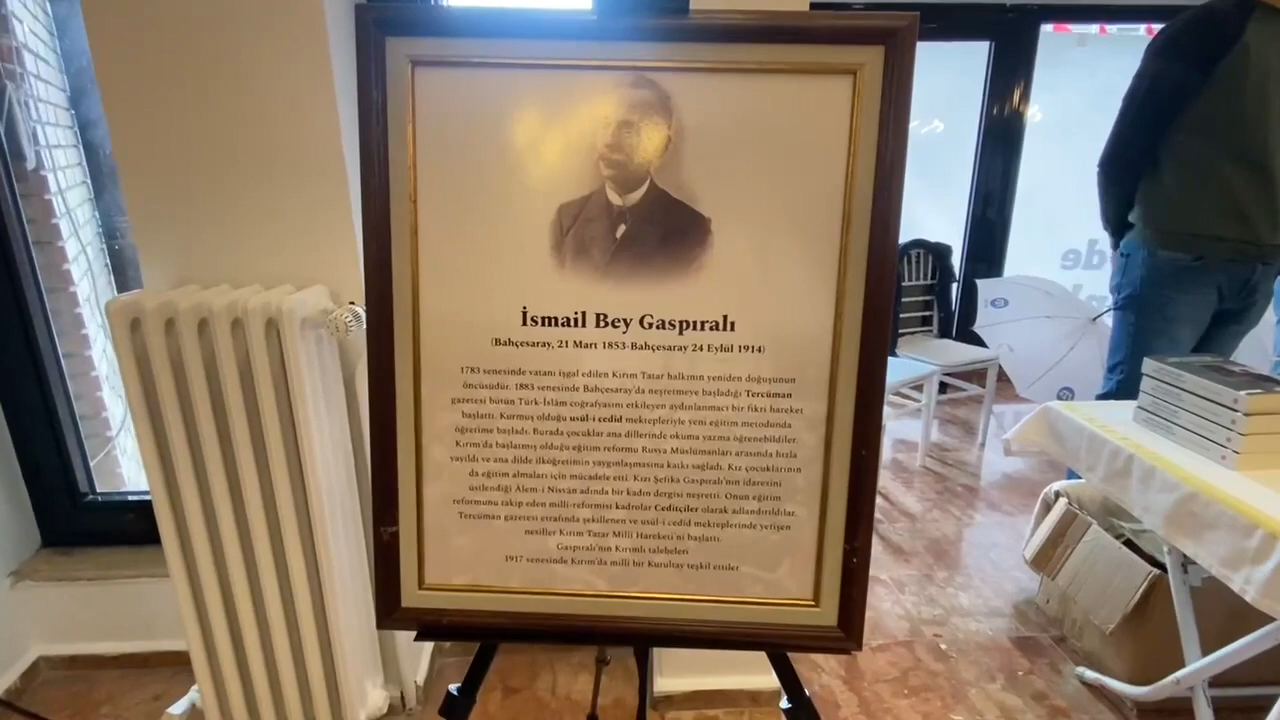 İsmail Bey Gaspıralı
(Bahçesaray, 21 Mart 1853-Bahçesaray 24 Eylül 1914)
1783 senesinde vatanı işgal edilen Kırım Tatar halkının yeniden doğuşunun
öncüsüdür. 1883 senesinde Bahçesaray'da neşretmeye başladığı Tercüman
gazetesi bütün Türk-İslâm coğrafyasını etkileyen aydınlanmacı bir fikri hareket
başlattı. Kurmuş olduğu usûl-i cedid mektepleriyle yeni eğitim metodunda
öğretime başladı. Burada çocuklar ana dillerinde okuma yazma öğrenebildiler.
Kırım'da başlatmış olduğu eğitim reformu Rusya Müslümanları arasında hızla
yayıldı ve ana dilde ilköğretimin yaygınlaşmasına katkı sağladı. Kız çocuklarının
da eğitim almaları için mücadele etti. Kızı Şefika Gaspıralı'nın idaresini
üstlendiği Âlem-i Nisvân adında bir kadın dergisi neşretti. Onun eğitim
reformunu takip eden milli-reformist kadrolar Ceditçiler olarak adlandırıldılar.
Tercüman gazetesi etrafında şekillenen ve usûl-i cedid mekteplerinde yetişen
nesiller Kırım Tatar Millî Hareketi'ni başlattı.
Gaspıralı'nın Kırımlı talebeleri
1917 senesinde Kırım'da milli bir Kurultay teşkil ettiler.